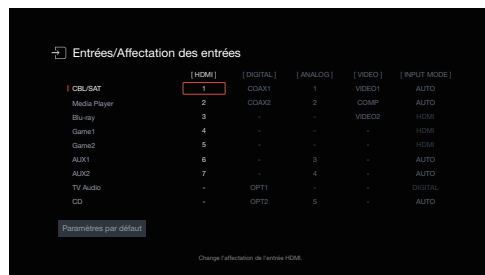 Entrées/Affectation des entrées
[ HDMI ] [ DIGITAL ] [ ANALOG ] [ VIDEO ] [ INPUT MODE ]
CBL/SAT 1 COAX1 1 VIDEO1 AUTO
Media Player 2 COAX2 2 COMP AUTO
Blu-ray 3 - - VIDEO2 HDMI
Game1 4 - - - HDMI
Game2 5 - - - HDMI
AUX1 6 - 3 - AUTO
AUX2 7 - 4 - AUTO
TV Audio - OPT1 - - DIGITAL
CD - OPT2 5 - AUTO
Paramètres par défaut
Change l'affectation de l'entrée HDMI.